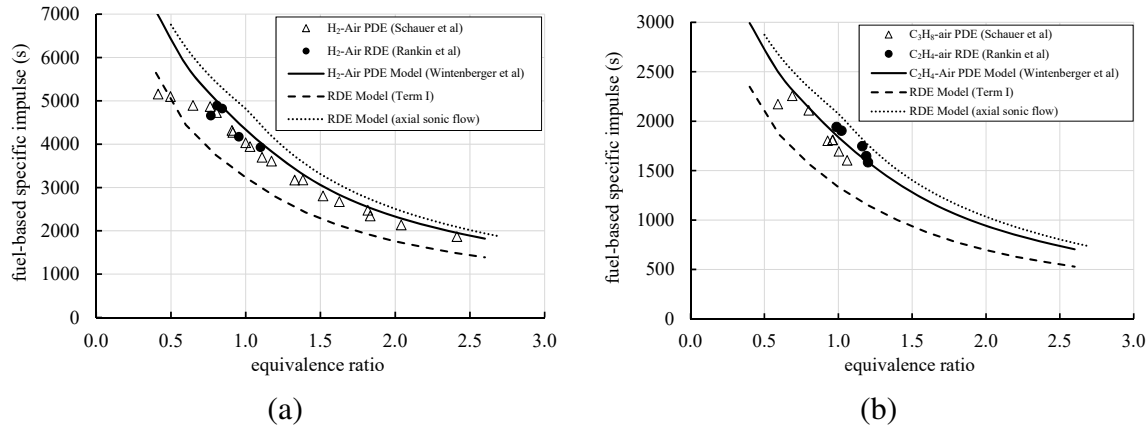 7000
6000
5000
4000
3000
2000
1000
0
fuel-based specific impulse (s)
H₂-Air PDE (Schauer et al)
H₂-Air RDE (Rankin et al)
H₂-Air PDE Model (Wintenberger et al)
RDE Model (Term I)
RDE Model (axial sonic flow)
0.0 0.5 1.0 1.5 2.0 2.5 3.0
equivalence ratio
(a)
3000
2500
2000
1500
1000
500
0
fuel-based specific impulse (s)
C₃H₈-air PDE (Schauer et al)
C₂H₄-air RDE (Rankin et al)
C₂H₄-Air PDE Model (Wintenberger et al)
RDE Model (Term I)
RDE Model (axial sonic flow)
0.0 0.5 1.0 1.5 2.0 2.5 3.0
equivalence ratio
(b)